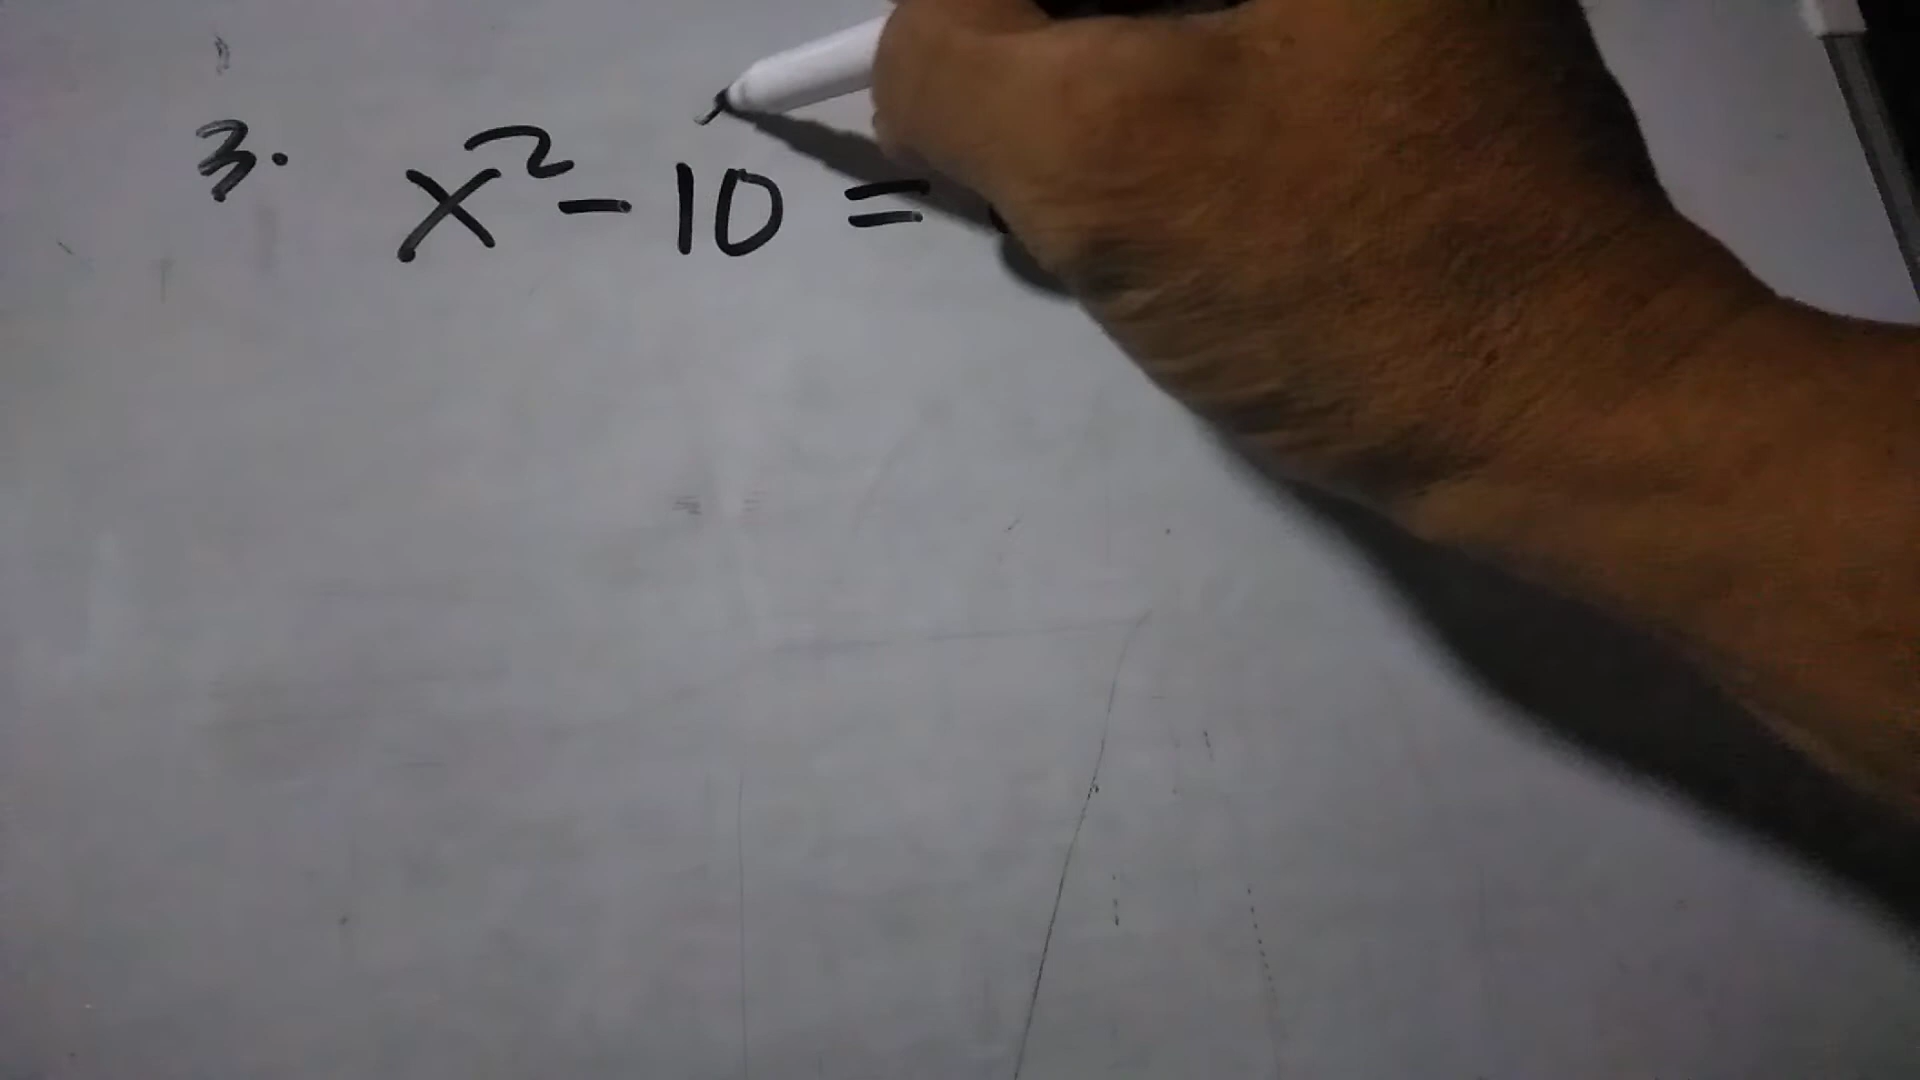 3. x² - 10 =